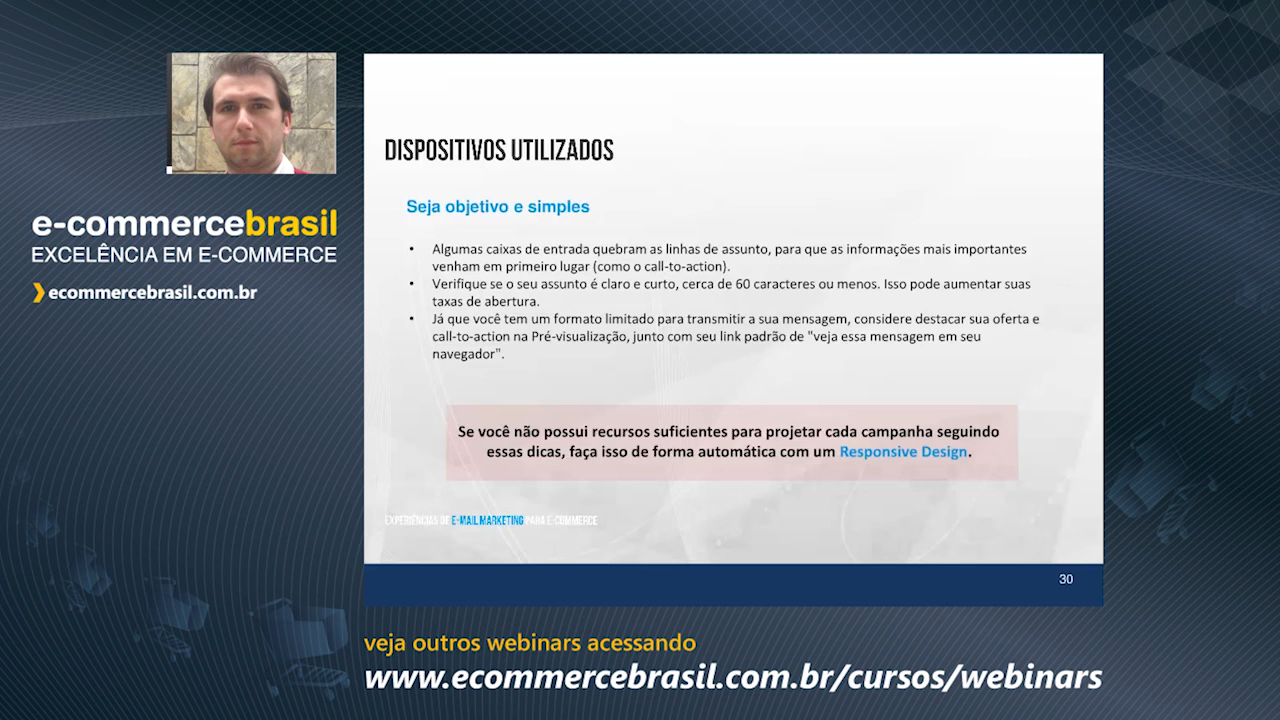 e-commercebrasil
EXCELÊNCIA EM E-COMMERCE
ecommercebrasil.com.br
DISPOSITIVOS UTILIZADOS
Seja objetivo e simples
• Algumas caixas de entrada quebram as linhas de assunto, para que as informações mais importantes
venham em primeiro lugar (como o call-to-action).
• Verifique se o seu assunto é claro e curto, cerca de 60 caracteres ou menos. Isso pode aumentar suas
taxas de abertura.
• Já que você tem um formato limitado para transmitir a sua mensagem, considere destacar sua oferta e
call-to-action na Pré-visualização, junto com seu link padrão de "veja essa mensagem em seu
navegador".
Se você não possui recursos suficientes para projetar cada campanha seguindo
essas dicas, faça isso de forma automática com um Responsive Design.
EXPERIÊNCIAS DE E-MAIL MARKETING PARA E-COMMERCE
30
veja outros webinars acessando
www.ecommercebrasil.com.br/cursos/webinars